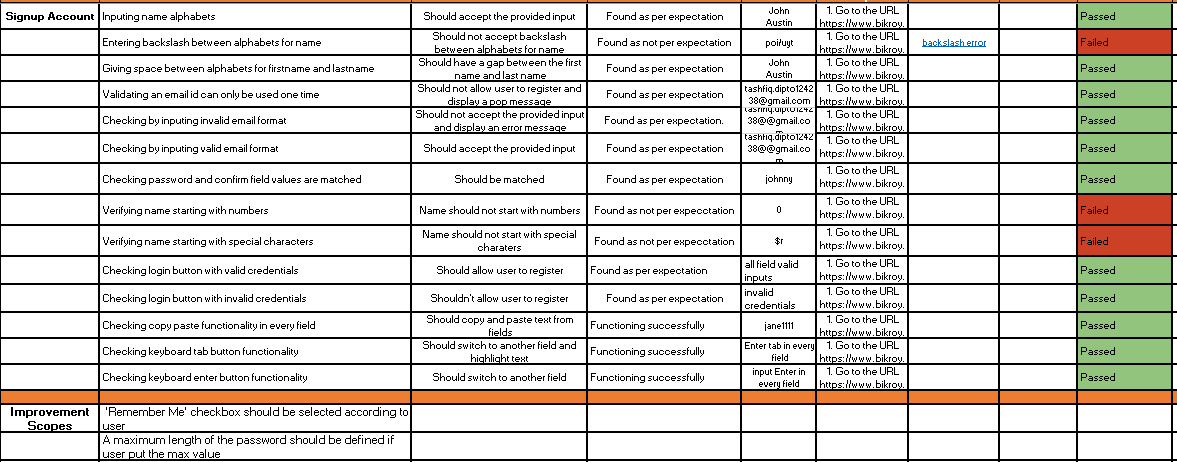 Signup Account
Inputing name alphabets
Should accept the provided input
Found as per expectation
John
Austin
1. Go to the URL
https://www.bikroy.
Passed
Entering backslash between alphabets for name
Should not accept backslash
between alphabets for name
Found as not per expectation
1. Go to the URL
https://www.bikroy.
backslash error
Failed
Giving space between alphabets for firstname and lastname
Should have a gap between the first
name and last name
Found as per expectation
John
Austin
1. Go to the URL
https://www.bikroy.
Passed
Validating an email id can only be used one time
Should not allow user to register and
display a pop message
Found as per expectation
tashfiq.dipto1242
38@@gmail.com
1. Go to the URL
https://www.bikroy.
Passed
Checking by inputing invalid email format
Should not accept the provided input
and display an error message
Found as per expectation.
tashfiq.dipto1242
38@@gmail.co
m
1. Go to the URL
https://www.bikroy.
Passed
Checking by inputing valid email format
Should accept the provided input
Found as per expectation
tashfiq.dipto1242
38@@gmail.co
m
1. Go to the URL
https://www.bikroy.
Passed
Checking password and confirm field values are matched
Should be matched
Found as per expectation
johnny
1. Go to the URL
https://www.bikroy.
Passed
Verifying name starting with numbers
Name should not start with numbers
Found as not per expecctation
0
1. Go to the URL
https://www.bikroy.
Failed
Verifying name starting with special characters
Name should not start with special
charaters
Found as not per expecctation
$r
1. Go to the URL
https://www.bikroy.
Failed
Checking login button with valid credentials
Should allow user to register
Found as per expectation
all field valid
inputs
1. Go to the URL
https://www.bikroy.
Passed
Checking login button with invalid credentials
Shouldn't allow user to register
Found as per expectation
invalid
credentials
1. Go to the URL
https://www.bikroy.
Passed
Checking copy paste functionality in every field
Should copy and paste text from
fields
Functioning successfully
jane1111
1. Go to the URL
https://www.bikroy.
Passed
Checking keyboard tab button functionality
Should switch to another field and
highlight text
Functioning successfully
Enter tab in every
field
1. Go to the URL
https://www.bikroy.
Passed
Checking keyboard enter button functionality
Should switch to another field
Functioning successfully
input Enter in
every field
1. Go to the URL
https://www.bikroy.
Passed
Improvement
Scopes
'Remember Me' checkbox should be selected according to
user
A maximum length of the password should be defined if
user put the max value